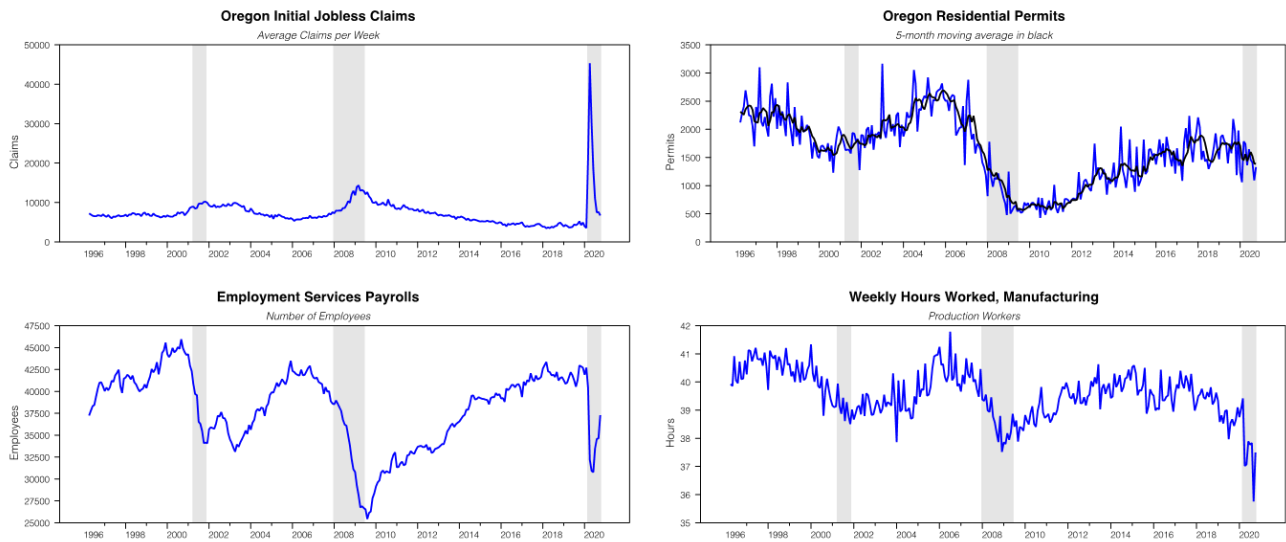 Oregon Initial Jobless Claims
Average Claims per Week
Claims
50000
40000
30000
20000
10000
0
1996 1998 2000 2002 2004 2006 2008 2010 2012 2014 2016 2018 2020
Oregon Residential Permits
5-month moving average in black
Permits
3500
3000
2500
2000
1500
1000
500
0
1996 1998 2000 2002 2004 2006 2008 2010 2012 2014 2016 2018 2020
Employment Services Payrolls
Number of Employees
Employees
47500
45000
42500
40000
37500
35000
32500
30000
27500
25000
1996 1998 2000 2002 2004 2006 2008 2010 2012 2014 2016 2018 2020
Weekly Hours Worked, Manufacturing
Production Workers
Hours
42
41
40
39
38
37
36
35
1996 1998 2000 2002 2004 2006 2008 2010 2012 2014 2016 2018 2020